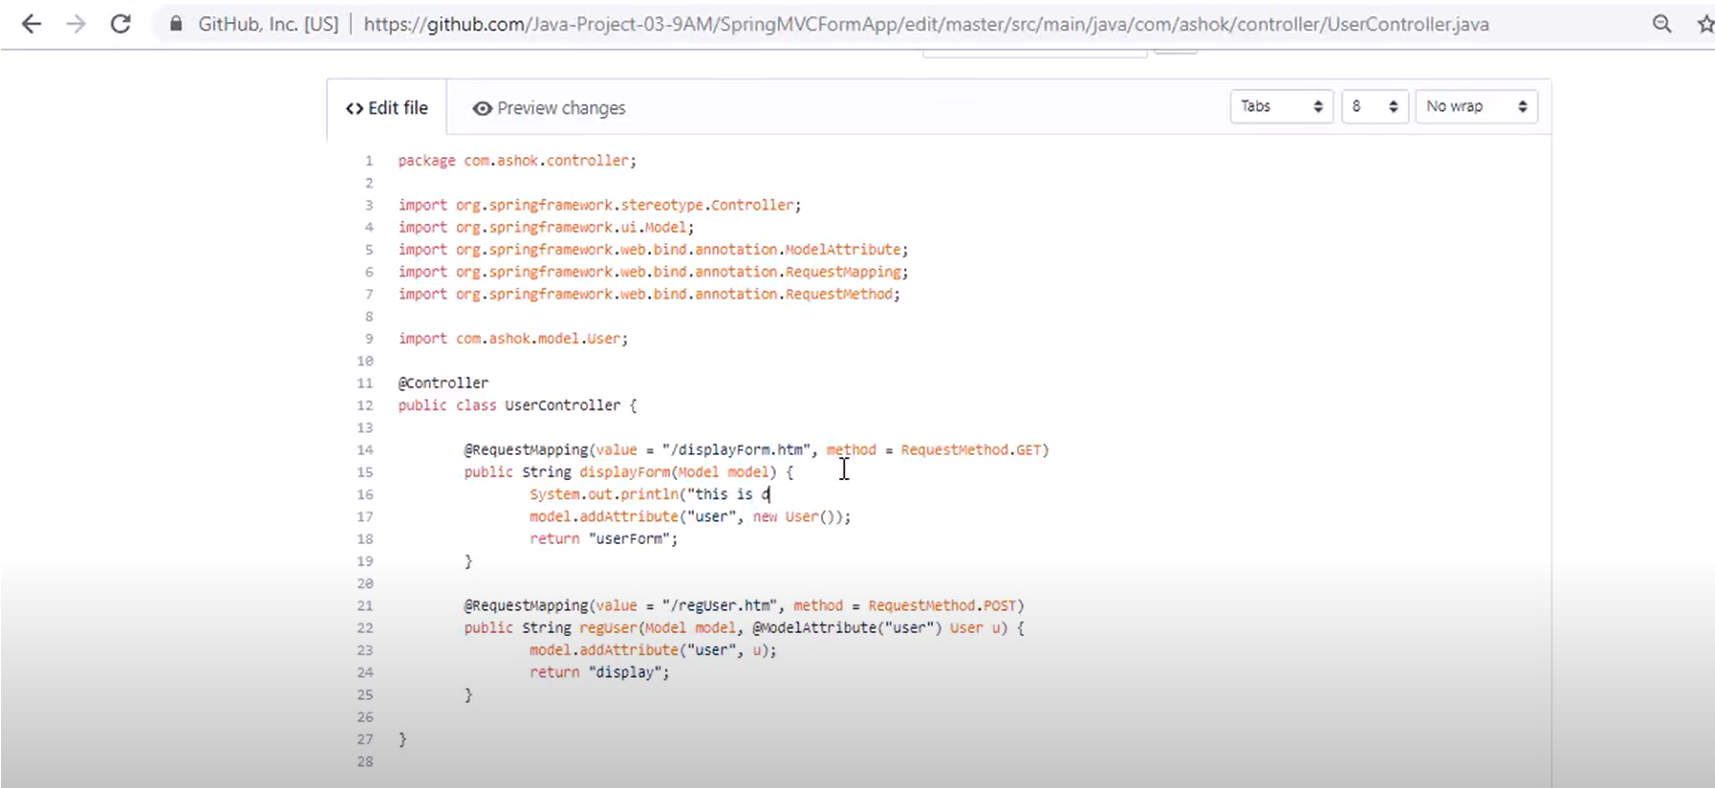 GitHub, Inc. [US] | https://github.com/Java-Project-03-9AM/SpringMVCFormApp/edit/master/src/main/java/com/ashok/controller/UserController.java
<> Edit file Preview changes Tabs 8 No wrap
1 package com.ashok.controller;
2
3 import org.springframework.stereotype.Controller;
4 import org.springframework.ui.Model;
5 import org.springframework.web.bind.annotation.ModelAttribute;
6 import org.springframework.web.bind.annotation.RequestMapping;
7 import org.springframework.web.bind.annotation.RequestMethod;
8
9 import com.ashok.model.User;
10
11 @Controller
12 public class UserController {
13
14 @RequestMapping(value = "/displayForm.htm", method = RequestMethod.GET)
15 public String displayForm(Model model) {
16 System.out.println("this is d
17 model.addAttribute("user", new User());
18 return "userForm";
19 }
20
21 @RequestMapping(value = "/regUser.htm", method = RequestMethod.POST)
22 public String regUser(Model model, @ModelAttribute("user") User u) {
23 model.addAttribute("user", u);
24 return "display";
25 }
26
27 }
28